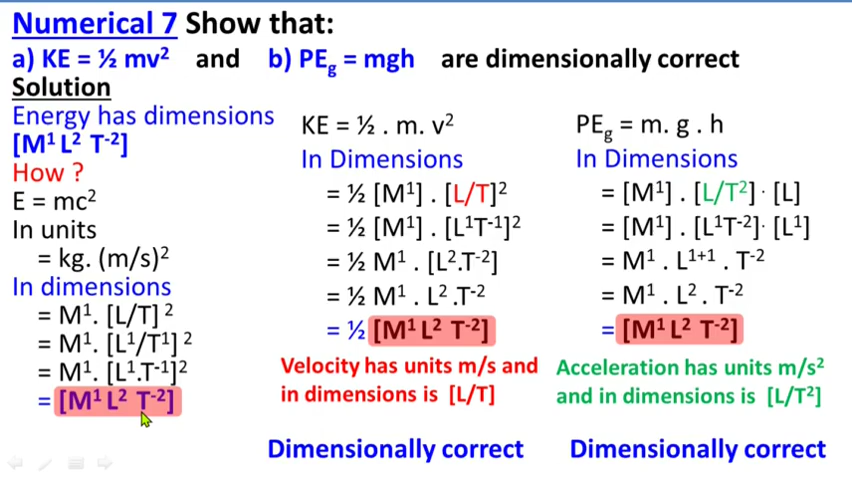 Numerical 7 Show that:
a) KE = ½ mv² and b) PEg = mgh are dimensionally correct
Solution
Energy has dimensions
[M¹ L² T⁻²]
How ?
E = mc²
In units
= kg. (m/s)²
In dimensions
= M¹. [L/T] ²
= M¹. [L¹/T¹] ²
= M¹. [L¹.T⁻¹]²
= [M¹ L² T⁻²]
KE = ½ . m. v²
In Dimensions
= ½ [M¹] . [L/T]²
= ½ [M¹] . [L¹T⁻¹]²
= ½ M¹ . [L².T⁻²]
= ½ M¹ . L² .T⁻²
= ½ [M¹ L² T⁻²]
Velocity has units m/s and
in dimensions is [L/T]
Dimensionally correct
PEg = m. g . h
In Dimensions
= [M¹] . [L/T²] · [L]
= [M¹] . [L¹T⁻²]· [L¹]
= M¹ . L¹⁺¹ . T⁻²
= M¹ . L² . T⁻²
= [M¹ L² T⁻²]
Acceleration has units m/s²
and in dimensions is [L/T²]
Dimensionally correct